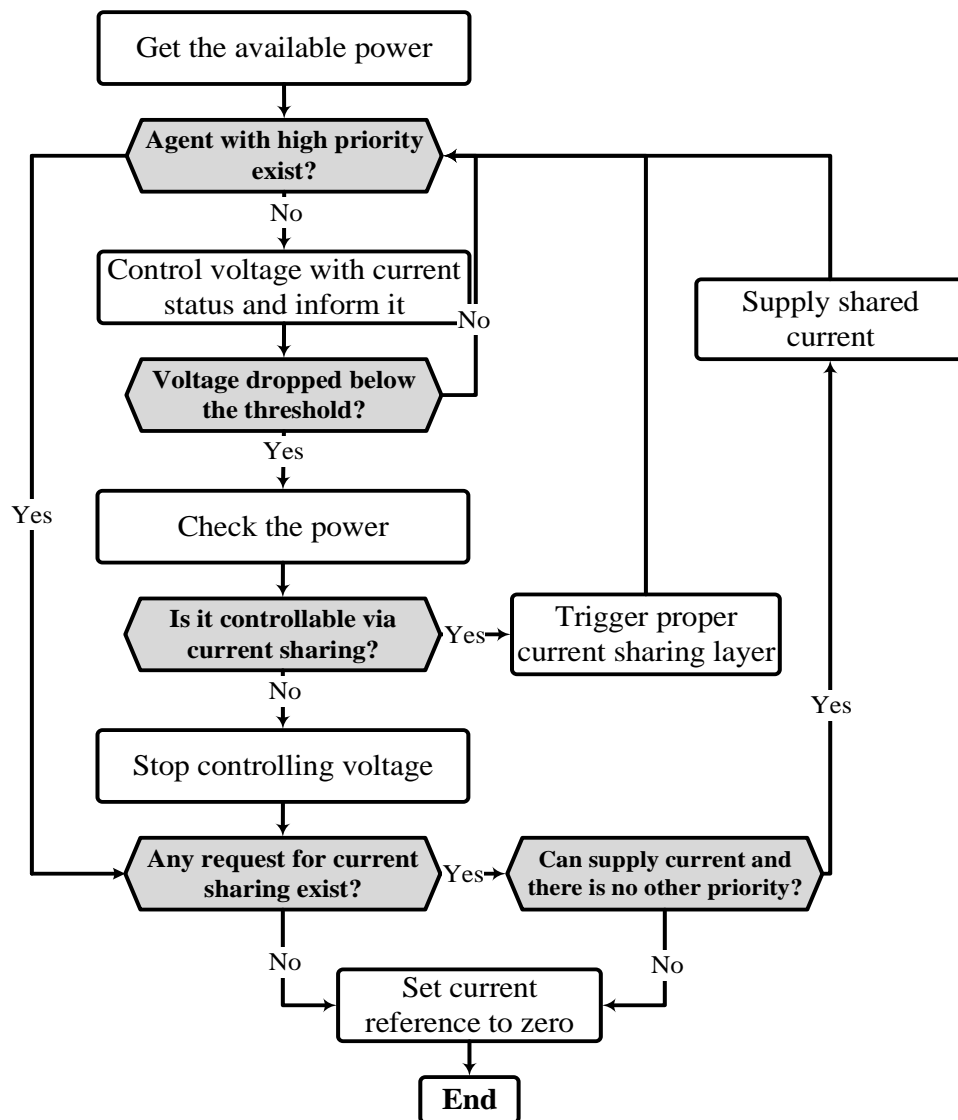 Get the available power
Agent with high priority
exist?
No
Control voltage with current
status and inform it
No
Supply shared
current
Voltage dropped below
the threshold?
Yes
Yes
Check the power
Is it controllable via
current sharing?
Yes
Trigger proper
current sharing layer
Yes
No
Stop controlling voltage
Any request for current
sharing exist?
Yes
Can supply current and
there is no other priority?
No
No
Set current
reference to zero
End